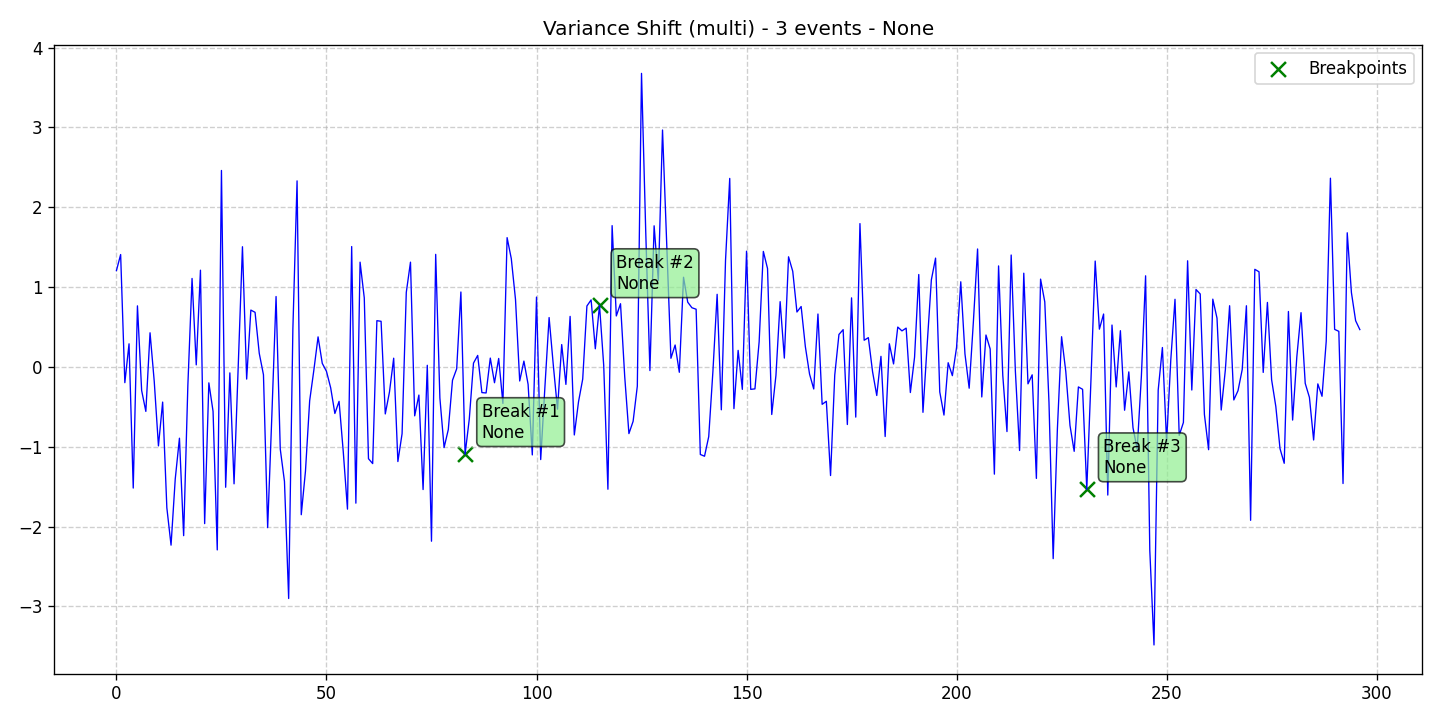 Variance Shift (multi) - 3 events - None
Breakpoints
4
3
2
1
0
−1
−2
−3
Break #2
None
Break #1
None
Break #3
None
0
50
100
150
200
250
300